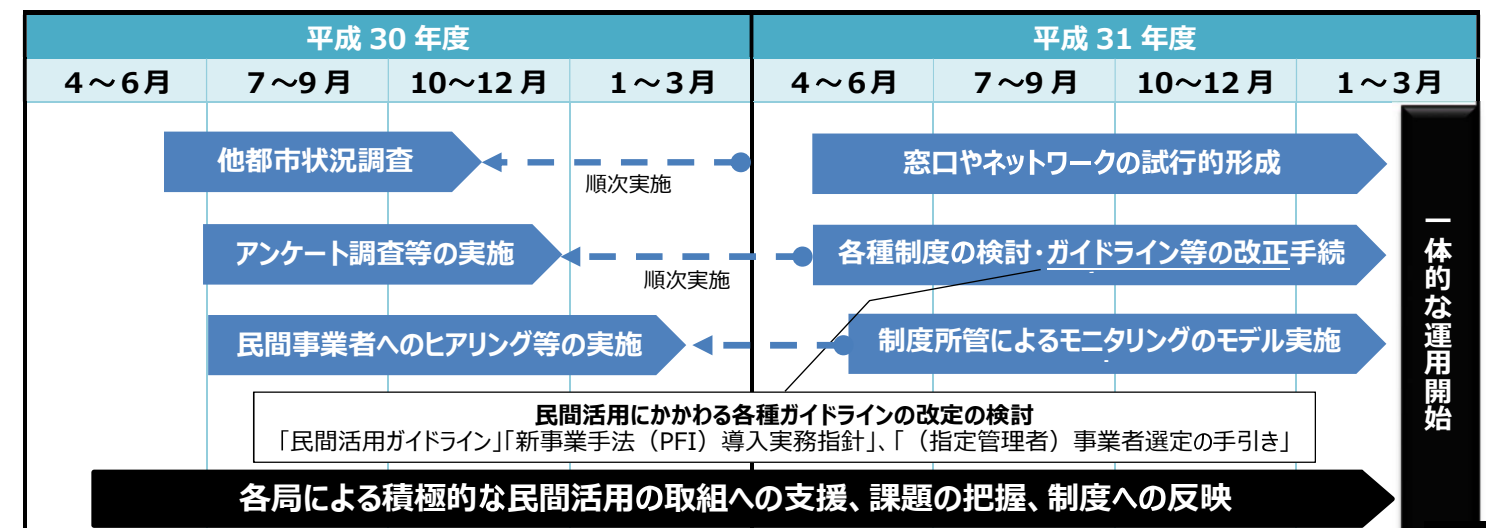 平成 30 年度
平成 31 年度
4～6月
7～9 月
10～12 月
1～3月
4～6月
7～9 月
10～12 月
1～3月
他都市状況調査
順次実施
窓口やネットワークの試行的形成
アンケート調査等の実施
順次実施
各種制度の検討・ガイドライン等の改正手続
民間事業者へのヒアリング等の実施
制度所管によるモニタリングのモデル実施
民間活用にかかわる各種ガイドラインの改定の検討
「民間活用ガイドライン」「新事業手法（PFI）導入実務指針」、「（指定管理者）事業者選定の手引き」
各局による積極的な民間活用の取組への支援、課題の把握、制度への反映
一体的な運用開始